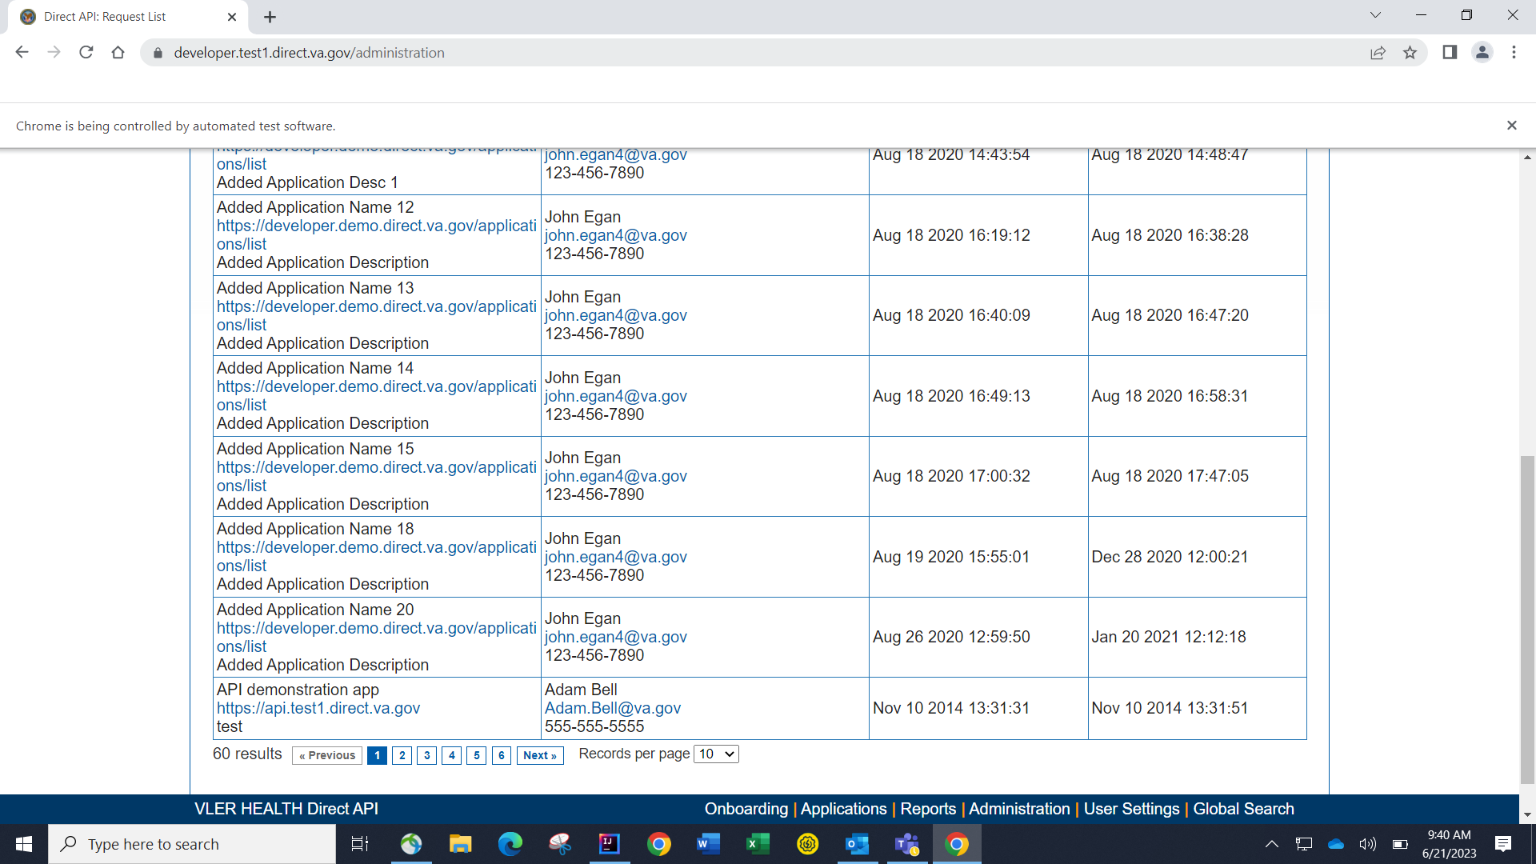 Direct API: Request List
developer.test1.direct.va.gov/administration
Chrome is being controlled by automated test software.
https://developer.demo.direct.va.gov/applicati
ons/list
Added Application Desc 1
john.egan4@va.gov
123-456-7890
Aug 18 2020 14:43:54
Aug 18 2020 14:48:47
Added Application Name 12
https://developer.demo.direct.va.gov/applicati
ons/list
Added Application Description
John Egan
john.egan4@va.gov
123-456-7890
Aug 18 2020 16:19:12
Aug 18 2020 16:38:28
Added Application Name 13
https://developer.demo.direct.va.gov/applicati
ons/list
Added Application Description
John Egan
john.egan4@va.gov
123-456-7890
Aug 18 2020 16:40:09
Aug 18 2020 16:47:20
Added Application Name 14
https://developer.demo.direct.va.gov/applicati
ons/list
Added Application Description
John Egan
john.egan4@va.gov
123-456-7890
Aug 18 2020 16:49:13
Aug 18 2020 16:58:31
Added Application Name 15
https://developer.demo.direct.va.gov/applicati
ons/list
Added Application Description
John Egan
john.egan4@va.gov
123-456-7890
Aug 18 2020 17:00:32
Aug 18 2020 17:47:05
Added Application Name 18
https://developer.demo.direct.va.gov/applicati
ons/list
Added Application Description
John Egan
john.egan4@va.gov
123-456-7890
Aug 19 2020 15:55:01
Dec 28 2020 12:00:21
Added Application Name 20
https://developer.demo.direct.va.gov/applicati
ons/list
Added Application Description
John Egan
john.egan4@va.gov
123-456-7890
Aug 26 2020 12:59:50
Jan 20 2021 12:12:18
API demonstration app
https://api.test1.direct.va.gov
test
Adam Bell
Adam.Bell@va.gov
555-555-5555
Nov 10 2014 13:31:31
Nov 10 2014 13:31:51
60 results « Previous 1 2 3 4 5 6 Next » Records per page 10
VLER HEALTH Direct API
Onboarding | Applications | Reports | Administration | User Settings | Global Search
Type here to search
9:40 AM
6/21/2023